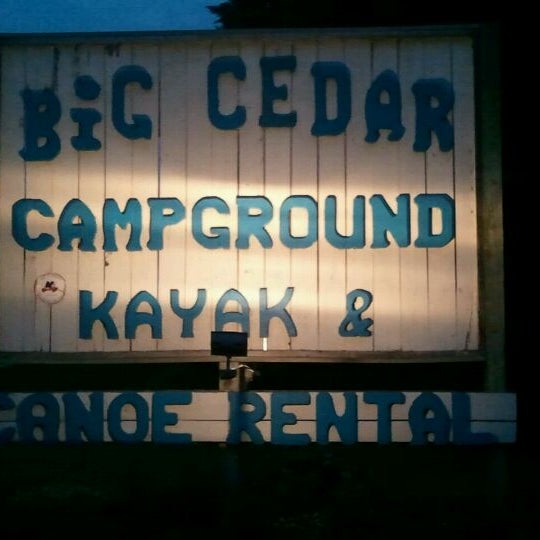 BiG CEDAR
CAMPGROUND
KAYAK &
CANOE RENTAL